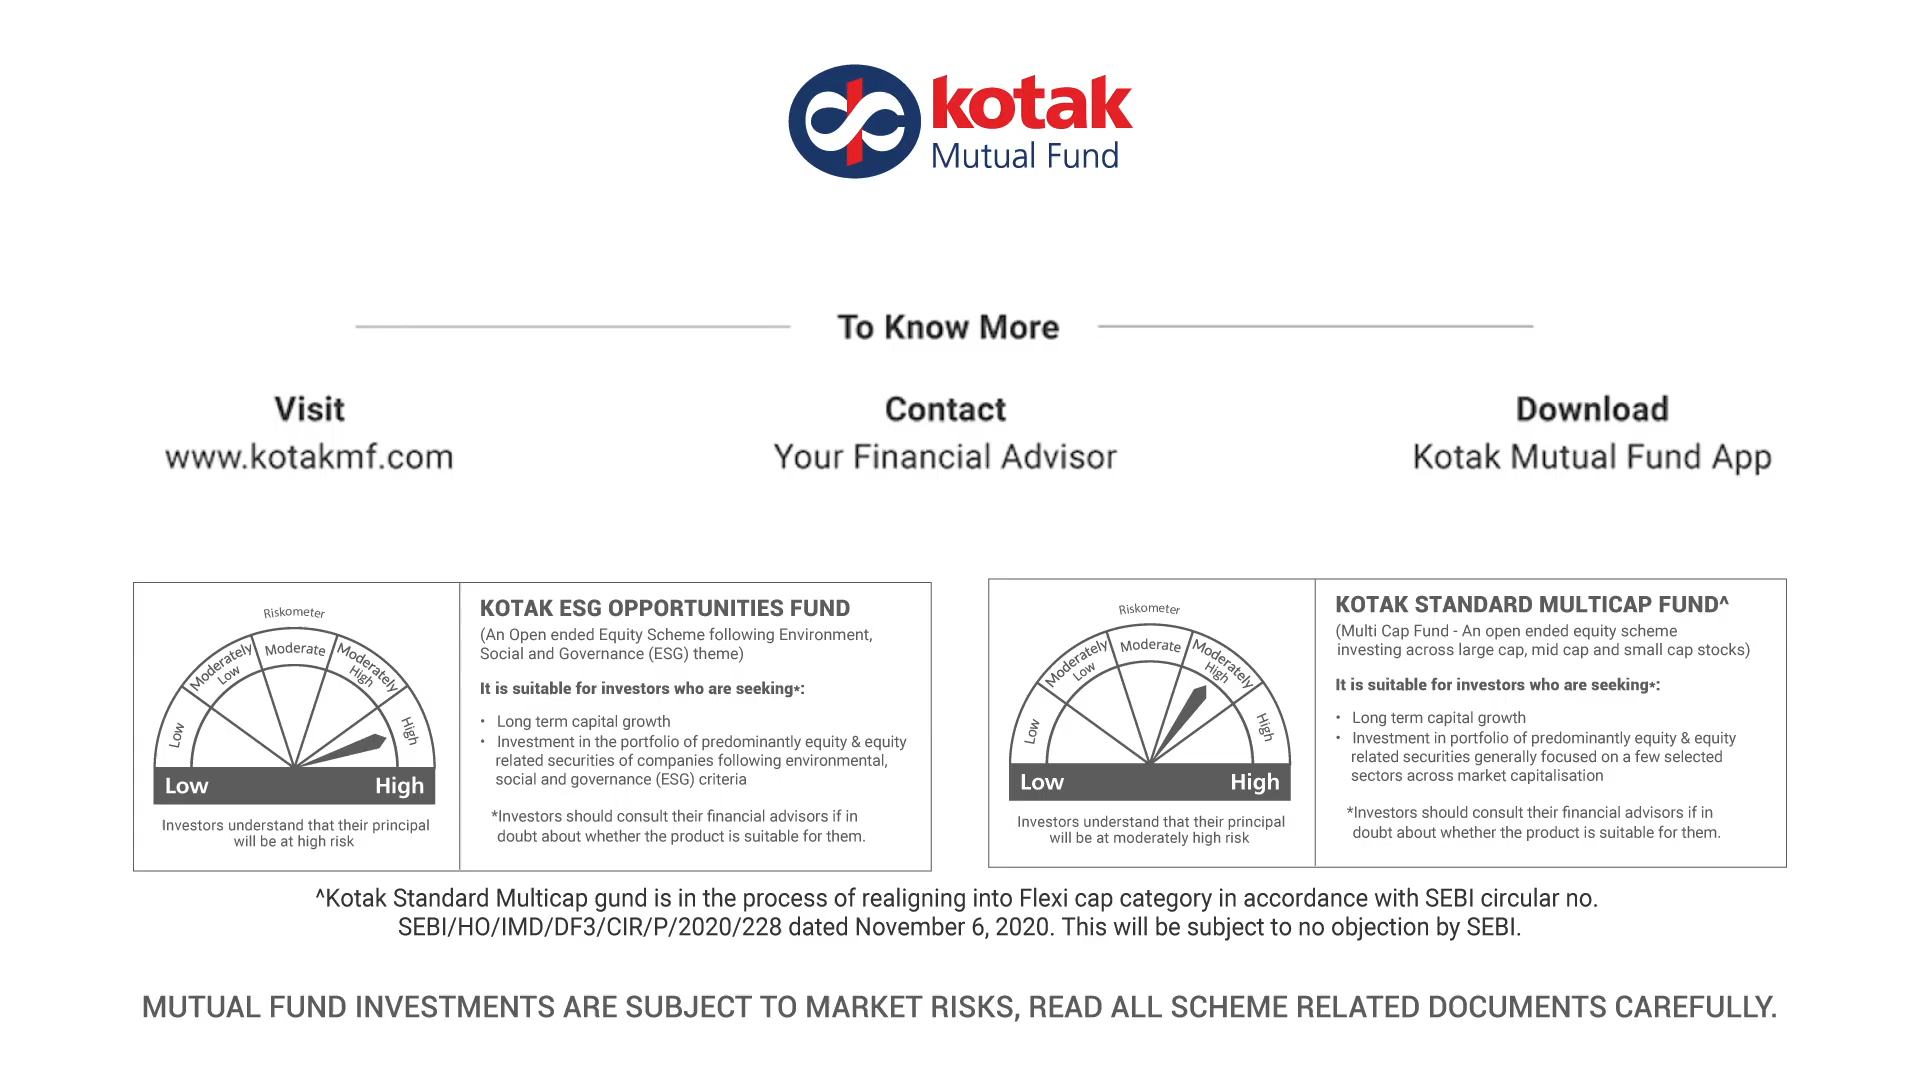 kotak
Mutual Fund
To Know More
Visit
www.kotakmf.com
Contact
Your Financial Advisor
Download
Kotak Mutual Fund App
Riskometer
Low
Moderately
Low
Moderate
Moderately
High
High
Low High
Investors understand that their principal
will be at high risk
KOTAK ESG OPPORTUNITIES FUND
(An Open ended Equity Scheme following Environment,
Social and Governance (ESG) theme)
It is suitable for investors who are seeking*:
• Long term capital growth
• Investment in the portfolio of predominantly equity & equity
related securities of companies following environmental,
social and governance (ESG) criteria
*Investors should consult their financial advisors if in
doubt about whether the product is suitable for them.
Riskometer
Low
Moderately
Low
Moderate
Moderately
High
High
Low High
Investors understand that their principal
will be at moderately high risk
KOTAK STANDARD MULTICAP FUND^
(Multi Cap Fund - An open ended equity scheme
investing across large cap, mid cap and small cap stocks)
It is suitable for investors who are seeking*:
• Long term capital growth
• Investment in portfolio of predominantly equity & equity
related securities generally focused on a few selected
sectors across market capitalisation
*Investors should consult their financial advisors if in
doubt about whether the product is suitable for them.
^Kotak Standard Multicap gund is in the process of realigning into Flexi cap category in accordance with SEBI circular no.
SEBI/HO/IMD/DF3/CIR/P/2020/228 dated November 6, 2020. This will be subject to no objection by SEBI.
MUTUAL FUND INVESTMENTS ARE SUBJECT TO MARKET RISKS, READ ALL SCHEME RELATED DOCUMENTS CAREFULLY.